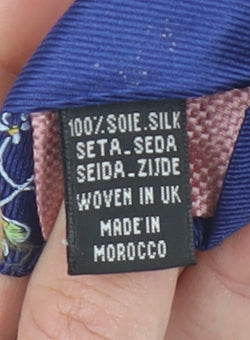 100% SOIE.SILK
SETA_SEDA
SEIDA_ZIJDE
WOVEN IN UK
MADE IN
MOROCCO